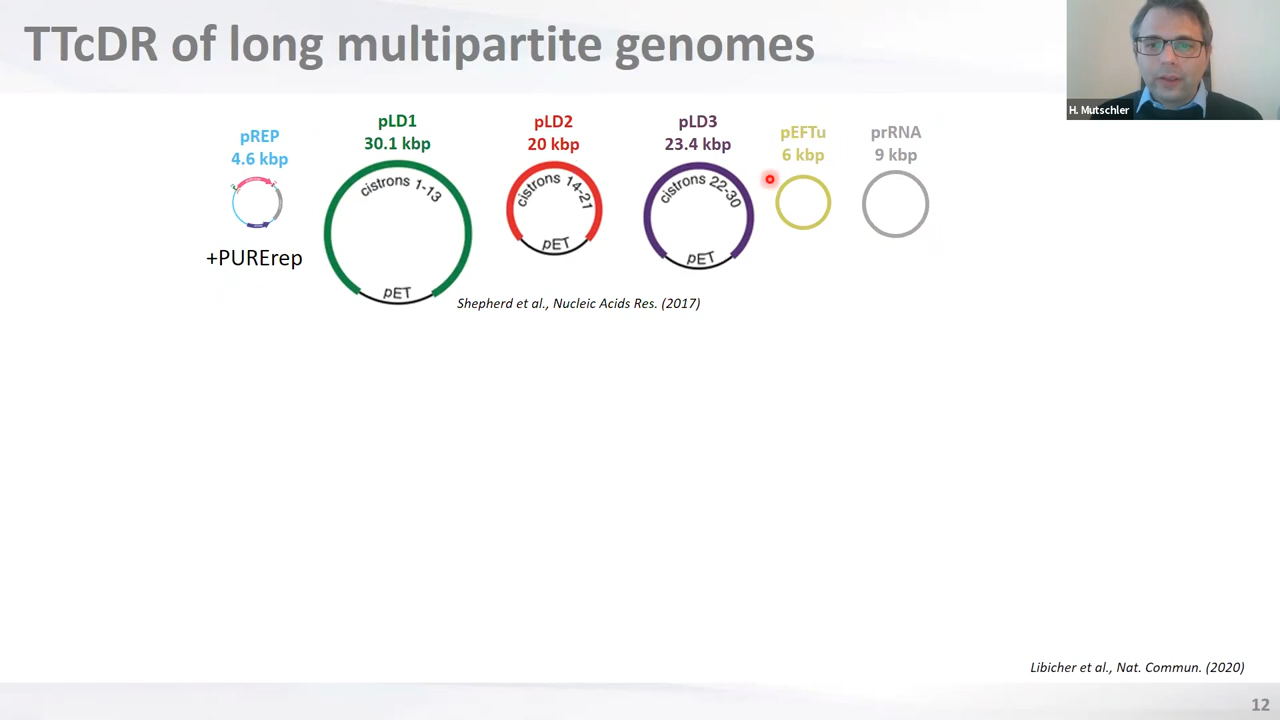 TTcDR of long multipartite genomes
H. Mutschler
pREP
4.6 kbp
+PURErep
pLD1
30.1 kbp
cistrons 1-13
pET
pLD2
20 kbp
cistrons 14-21
pET
pLD3
23.4 kbp
cistrons 22-30
pET
pEFTu
6 kbp
prRNA
9 kbp
Shepherd et al., Nucleic Acids Res. (2017)
Libicher et al., Nat. Commun. (2020)
12